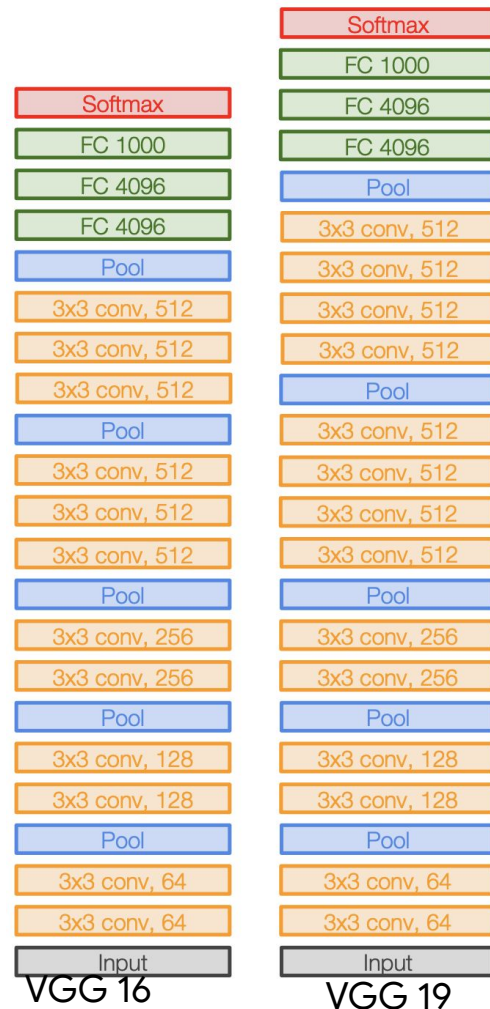 Softmax
FC 1000
FC 4096
FC 4096
Pool
3x3 conv, 512
3x3 conv, 512
3x3 conv, 512
Pool
3x3 conv, 512
3x3 conv, 512
3x3 conv, 512
Pool
3x3 conv, 256
3x3 conv, 256
Pool
3x3 conv, 128
3x3 conv, 128
Pool
3x3 conv, 64
3x3 conv, 64
Input
VGG 16
Softmax
FC 1000
FC 4096
FC 4096
Pool
3x3 conv, 512
3x3 conv, 512
3x3 conv, 512
3x3 conv, 512
Pool
3x3 conv, 512
3x3 conv, 512
3x3 conv, 512
3x3 conv, 512
Pool
3x3 conv, 256
3x3 conv, 256
Pool
3x3 conv, 128
3x3 conv, 128
Pool
3x3 conv, 64
3x3 conv, 64
Input
VGG 19